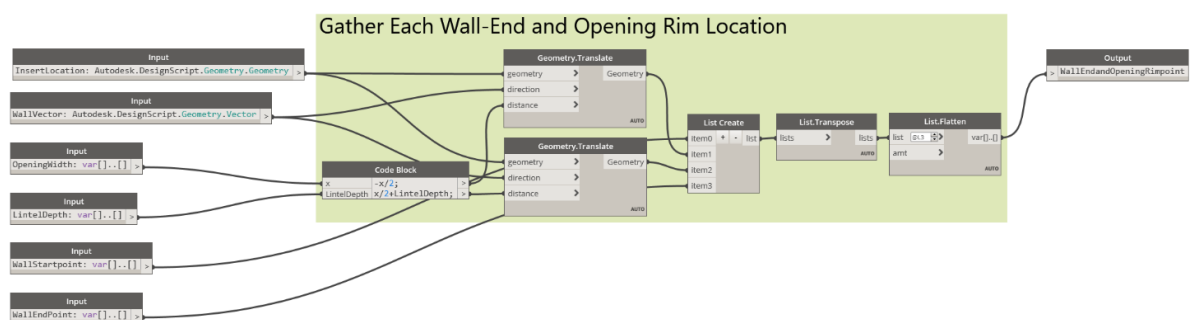 Gather Each Wall-End and Opening Rim Location
Input
InsertLocation: Autodesk.DesignScript.Geometry.Geometry >
Input
WallVector: Autodesk.DesignScript.Geometry.Vector >
Input
OpeningWidth: var[]..[] >
Input
LintelDepth: var[]..[] >
Input
WallStartpoint: var[]..[] >
Input
WallEndPoint: var[]..[] >
Code Block
x -x/2; >
LintelDepth x/2+LintelDepth; >
Geometry.Translate
geometry > Geometry
direction >
distance >
AUTO
Geometry.Translate
geometry > Geometry
direction >
distance >
AUTO
List Create
item0 + - list
item1
item2
item3
List.Transpose
lists > lists
AUTO
List.Flatten
list var[]..[]
amt >
AUTO
Output
> WallEndandOpeningRimpoint